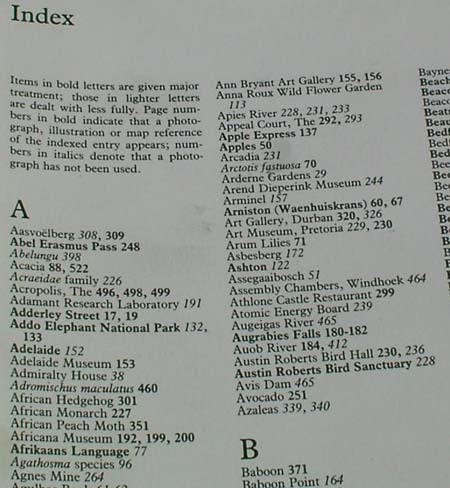 Index
Items in bold letters are given major
treatment; those in lighter letters
are dealt with less fully. Page num-
bers in bold indicate that a photo-
graph, illustration or map reference
of the indexed entry appears; num-
bers in italics denote that a photo-
graph has not been used.
A
Aasvoëlberg 308, 309
Abel Erasmus Pass 248
Abelungu 398
Acacia 88, 522
Acraeidae family 226
Acropolis, The 496, 498, 499
Adamant Research Laboratory 191
Adderley Street 17, 19
Addo Elephant National Park 132,
133
Adelaide 152
Adelaide Museum 153
Admiralty House 38
Adromischus maculatus 460
African Hedgehog 301
African Monarch 227
African Peach Moth 351
Africana Museum 192, 199, 200
Afrikaans Language 77
Agathosma species 96
Agnes Mine 264
Ann Bryant Art Gallery 155, 156
Anna Roux Wild Flower Garden
113
Apies River 228, 231, 233
Appeal Court, The 292, 293
Apple Express 137
Apples 50
Arcadia 231
Arctotis fastuosa 70
Arderne Gardens 29
Arend Dieperink Museum 244
Arminel 157
Arniston (Waenhuiskrans) 60, 67
Art Gallery, Durban 320, 326
Art Museum, Pretoria 229, 230
Arum Lilies 71
Asbesberg 172
Ashton 122
Assegaaibosch 51
Assembly Chambers, Windhoek 464
Athlone Castle Restaurant 299
Atomic Energy Board 239
Augeigas River 465
Augrabies Falls 180-182
Auob River 184, 412
Austin Roberts Bird Hall 230, 236
Austin Roberts Bird Sanctuary 228
Avis Dam 465
Avocado 251
Azaleas 339, 340
B
Baboon 371
Baboon Point 164